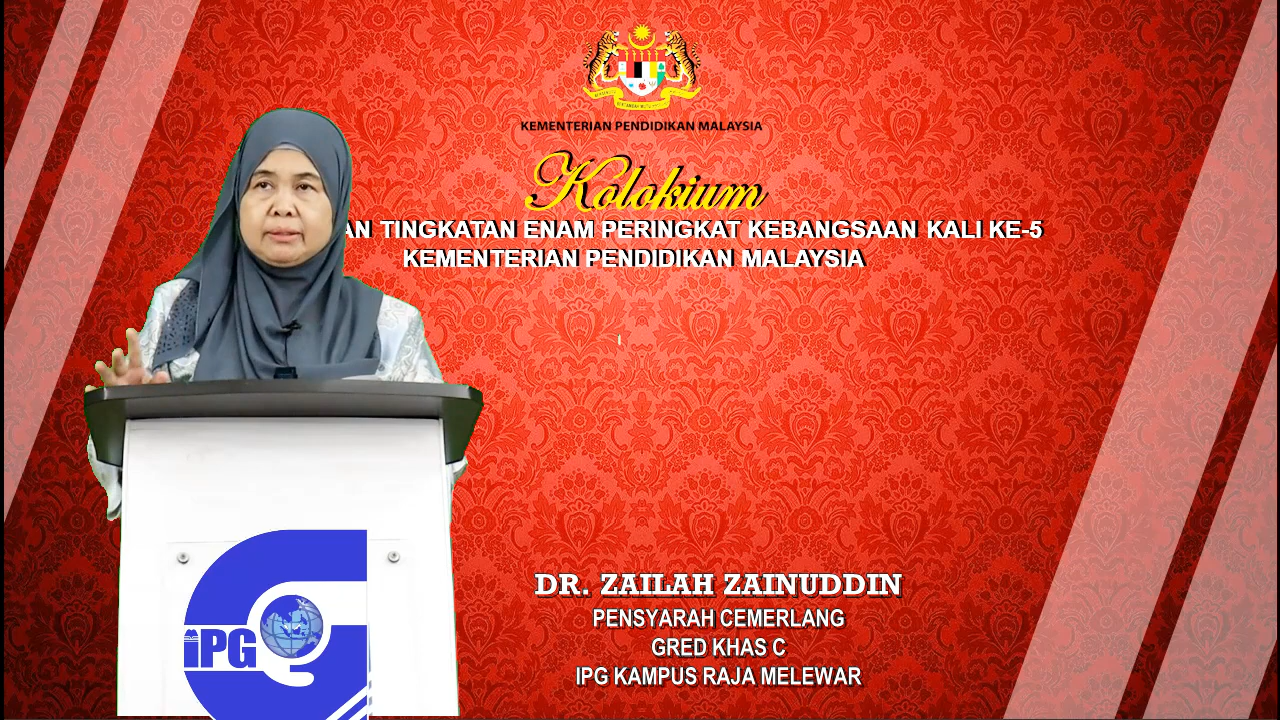 KEMENTERIAN PENDIDIKAN MALAYSIA
Kolokium
TINGKATAN ENAM PERINGKAT KEBANGSAAN KALI KE-5
KEMENTERIAN PENDIDIKAN MALAYSIA
DR. ZAILAH ZAINUDDIN
PENSYARAH CEMERLANG
GRED KHAS C
IPG KAMPUS RAJA MELEWAR
iPG